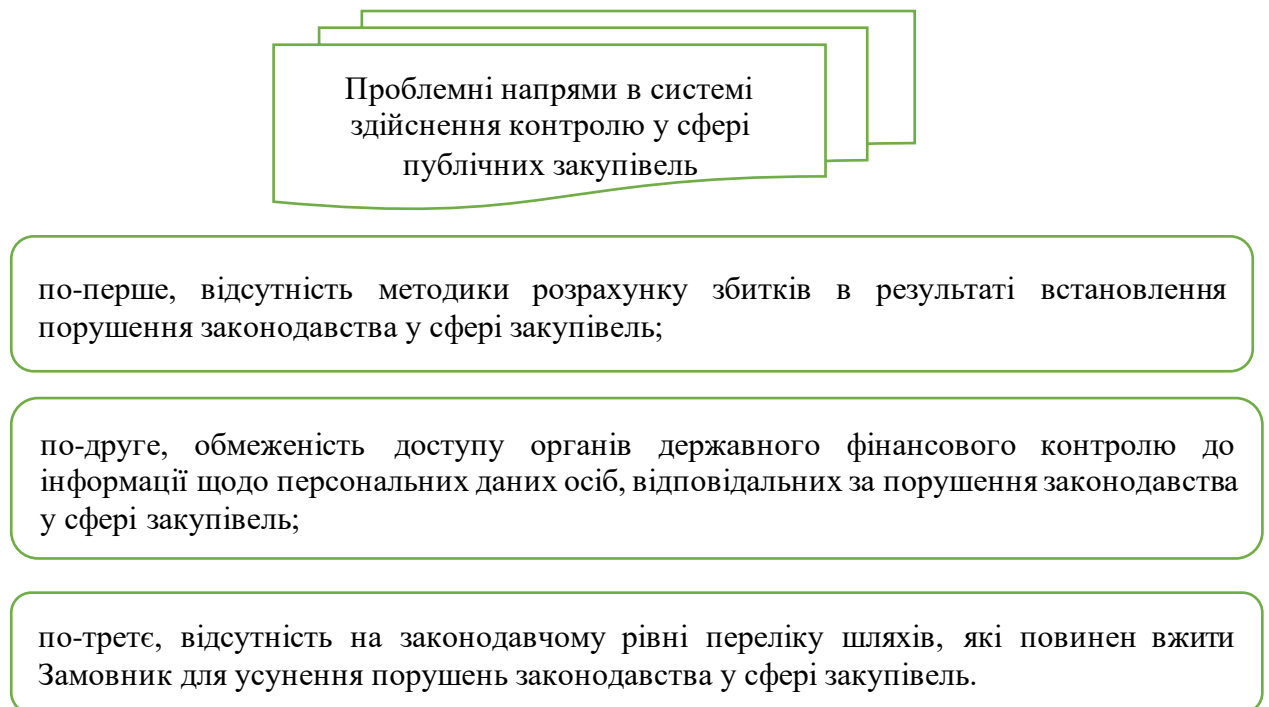 Проблемні напрями в системі
здійснення контролю у сфері
публічних закупівель
по-перше, відсутність методики розрахунку збитків в результаті встановлення
порушення законодавства у сфері закупівель;
по-друге, обмеженість доступу органів державного фінансового контролю до
інформації щодо персональних даних осіб, відповідальних за порушення законодавства
у сфері закупівель;
по-третє, відсутність на законодавчому рівні переліку шляхів, які повинен вжити
Замовник для усунення порушень законодавства у сфері закупівель.